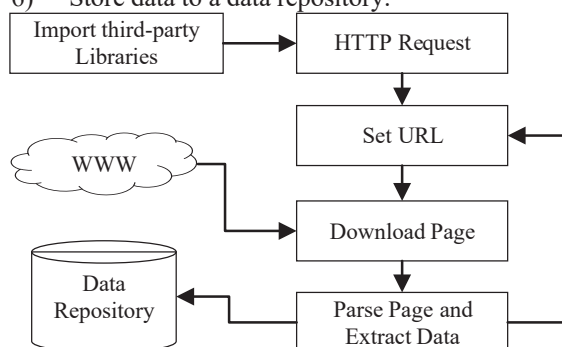 6) Store data to a data repository.
Import third-party
Libraries
HTTP Request
Set URL
WWW
Download Page
Data
Repository
Parse Page and
Extract Data